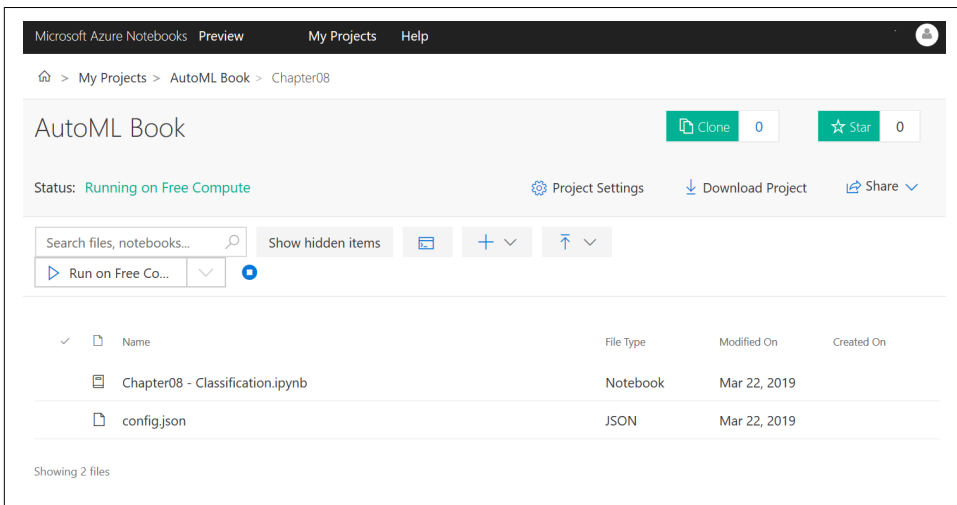 Microsoft Azure Notebooks Preview My Projects Help
> My Projects > AutoML Book > Chapter08
AutoML Book
Clone 0 Star 0
Status: Running on Free Compute Project Settings Download Project Share
Search files, notebooks... Show hidden items
Run on Free Co...
Name File Type Modified On Created On
Chapter08 - Classification.ipynb Notebook Mar 22, 2019
config.json JSON Mar 22, 2019
Showing 2 files